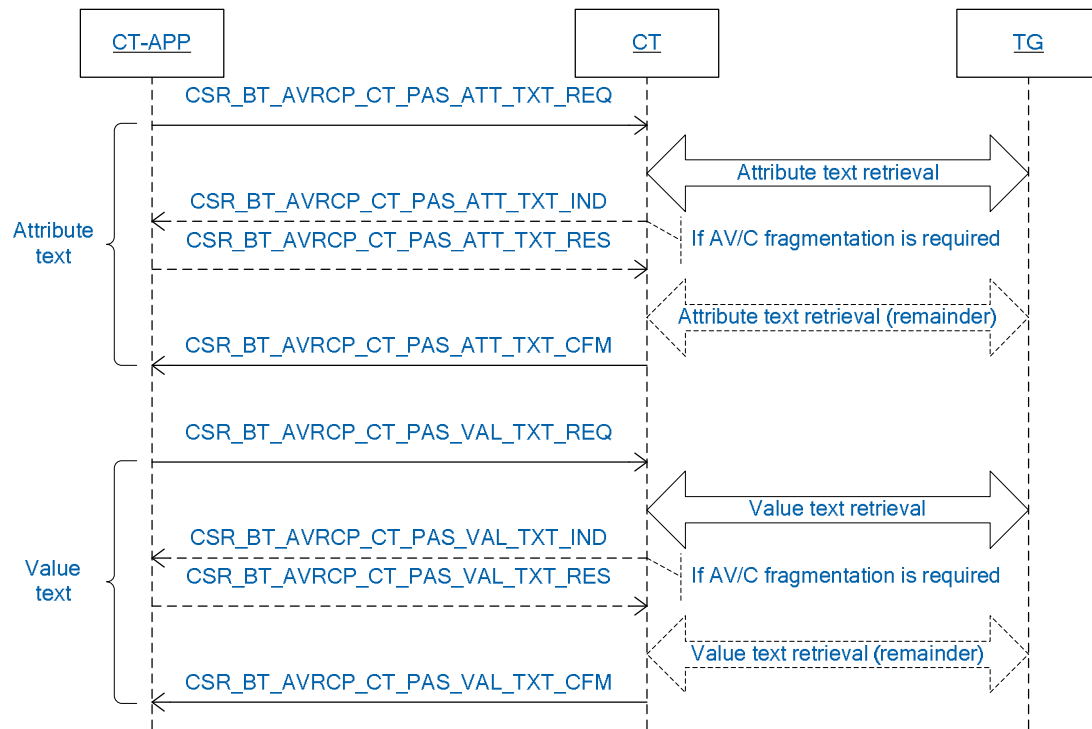 CT-APP
CT
TG
CSR_BT_AVRCP_CT_PAS_ATT_TXT_REQ
Attribute text retrieval
CSR_BT_AVRCP_CT_PAS_ATT_TXT_IND
Attribute
text
CSR_BT_AVRCP_CT_PAS_ATT_TXT_RES
If AV/C fragmentation is required
Attribute text retrieval (remainder)
CSR_BT_AVRCP_CT_PAS_ATT_TXT_CFM
CSR_BT_AVRCP_CT_PAS_VAL_TXT_REQ
Value text retrieval
CSR_BT_AVRCP_CT_PAS_VAL_TXT_IND
Value
text
CSR_BT_AVRCP_CT_PAS_VAL_TXT_RES
If AV/C fragmentation is required
Value text retrieval (remainder)
CSR_BT_AVRCP_CT_PAS_VAL_TXT_CFM